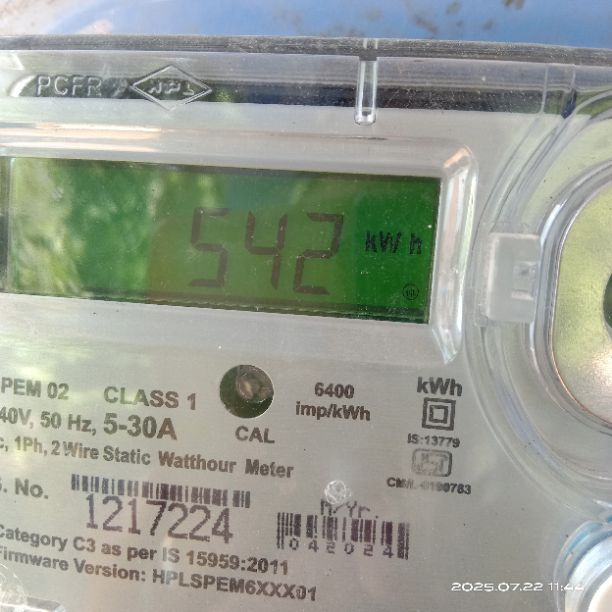 PCFR HPL
542 kW h
PEM 02 CLASS 1
6400
imp/kWh
kWh
40V, 50 Hz, 5-30A
CAL
IS:13779
c, 1Ph, 2 Wire Static Watthour Meter
S. No.
1217224
M/Yr.
042024
Category C3 as per IS 15959:2011
Firmware Version: HPLSPEM6XXX01
2025.07.22 11:44